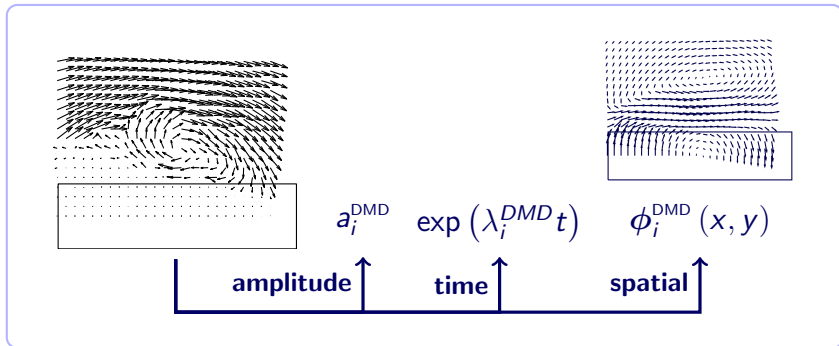 a_i^DMD exp (λ_i^DMD t) ϕ_i^DMD (x, y)
amplitude time spatial